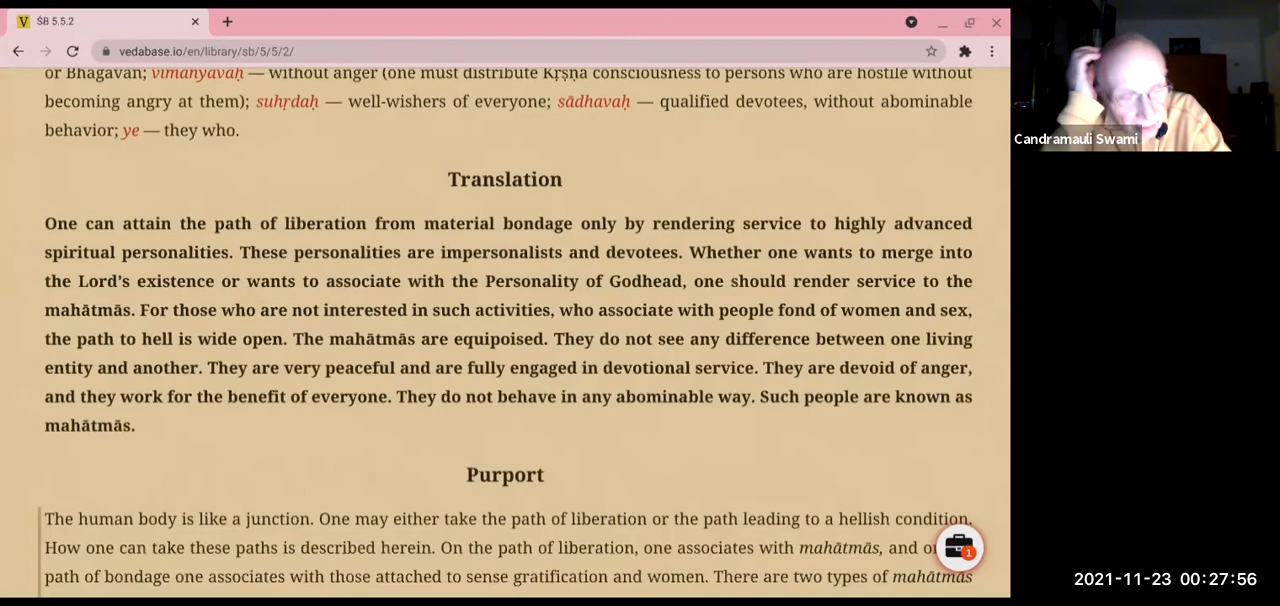 ŚB 5.5.2
vedabase.io/en/library/sb/5/5/2/
or Bhagavān; vimanyavaḥ — without anger (one must distribute Kṛṣṇa consciousness to persons who are hostile without
becoming angry at them); suhṛdaḥ — well-wishers of everyone; sādhavaḥ — qualified devotees, without abominable
behavior; ye — they who.
Translation
One can attain the path of liberation from material bondage only by rendering service to highly advanced
spiritual personalities. These personalities are impersonalists and devotees. Whether one wants to merge into
the Lord’s existence or wants to associate with the Personality of Godhead, one should render service to the
mahātmās. For those who are not interested in such activities, who associate with people fond of women and sex,
the path to hell is wide open. The mahātmās are equipoised. They do not see any difference between one living
entity and another. They are very peaceful and are fully engaged in devotional service. They are devoid of anger,
and they work for the benefit of everyone. They do not behave in any abominable way. Such people are known as
mahātmās.
Purport
The human body is like a junction. One may either take the path of liberation or the path leading to a hellish condition.
How one can take these paths is described herein. On the path of liberation, one associates with mahātmās, and
path of bondage one associates with those attached to sense gratification and women. There are two types of mahātmās
1
Candramauli Swami
2021-11-23 00:27:56